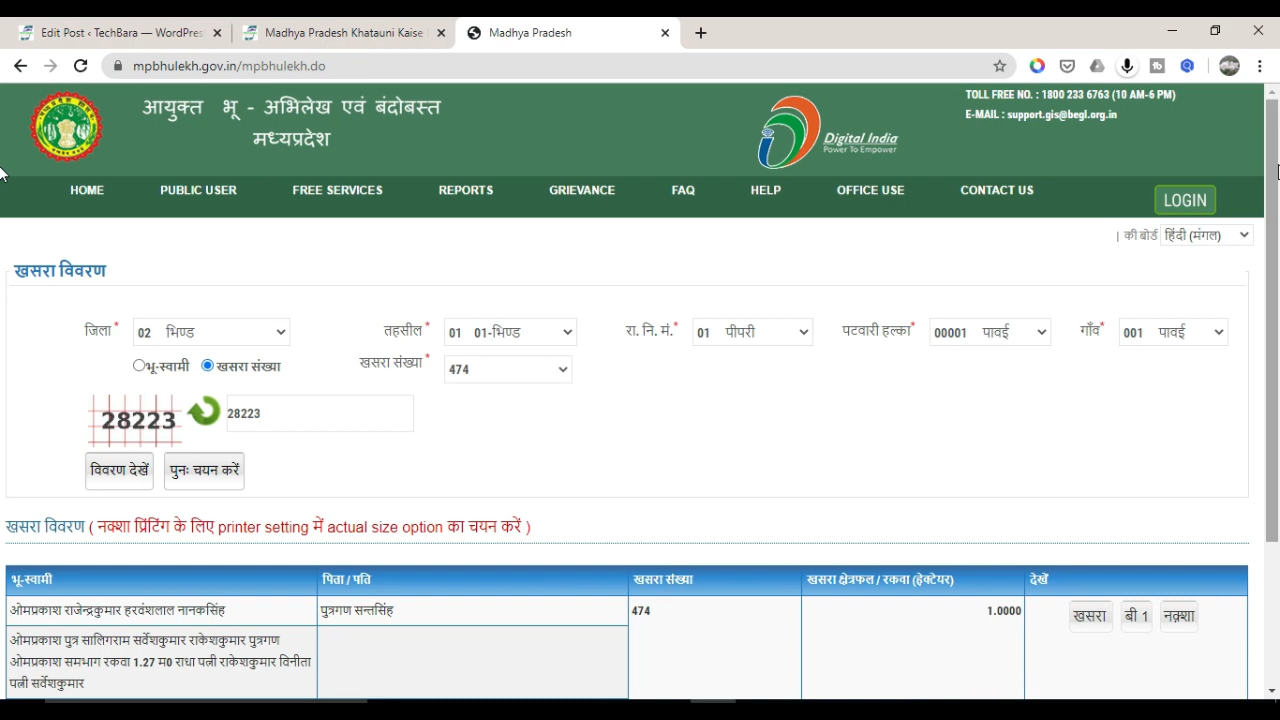 Edit Post ‹ TechBara — WordPres
Madhya Pradesh Khatauni Kaise
Madhya Pradesh
mpbhulekh.gov.in/mpbhulekh.do
आयुक्त भू - अभिलेख एवं बंदोबस्त
मध्यप्रदेश
Digital India
Power To Empower
TOLL FREE NO. : 1800 233 6763 (10 AM-6 PM)
E-MAIL : support.gis@begl.org.in
HOME PUBLIC USER FREE SERVICES REPORTS GRIEVANCE FAQ HELP OFFICE USE CONTACT US LOGIN
| की बोर्ड हिंदी (मंगल)
खसरा विवरण
जिला * 02 भिण्ड तहसील * 01 01-भिण्ड रा. नि. मं.* 01 पीपरी पटवारी हल्का* 00001 पावई गाँव* 001 पावई
भू-स्वामी खसरा संख्या खसरा संख्या * 474
28223 28223
विवरण देखें पुनः चयन करें
खसरा विवरण ( नक्शा प्रिंटिंग के लिए printer setting में actual size option का चयन करें )
भू-स्वामी पिता / पति खसरा संख्या खसरा क्षेत्रफल / रकवा (हेक्टेयर) देखें
ओमप्रकाश राजेन्द्रकुमार हरवंशलाल नानकसिंह पुत्रगण सन्तसिंह 474 1.0000 खसरा बी 1 नक़्शा
ओमप्रकाश पुत्र सालिगराम सर्वेशकुमार राकेशकुमार पुत्रगण
ओमप्रकाश समभाग रकवा 1.27 म0 राधा पत्नी राकेशकुमार विनीता
पत्नी सर्वेशकुमार